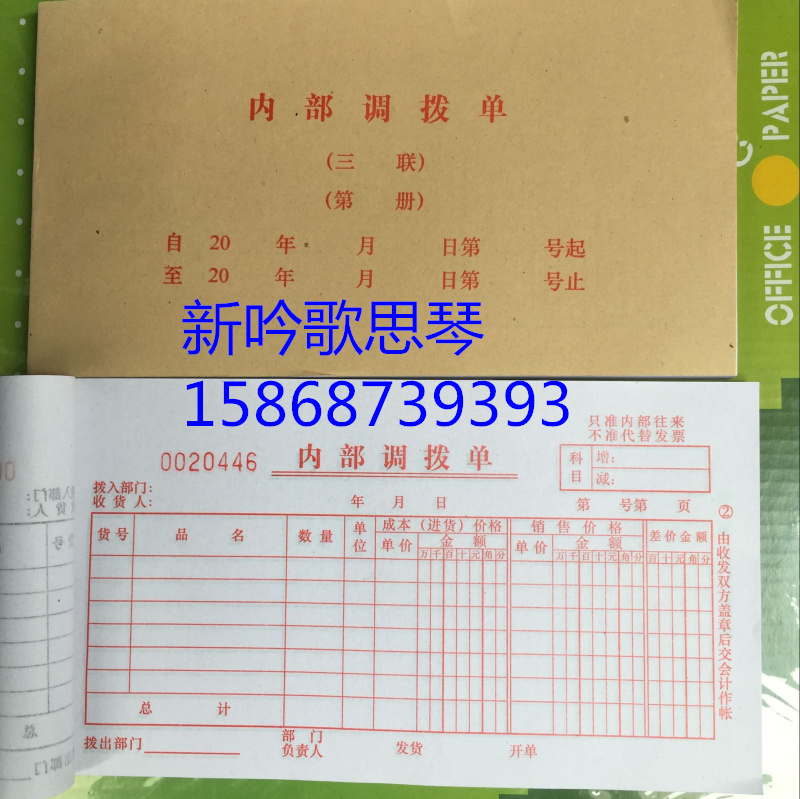 OFFICE PAPER
内部调拨单
(三 联)
(第 册)
自 20 年 月 日第 号起
至 20 年 月 日第 号止
新吟歌思琴
15868739393
只准内部往来
不准代替发票
0020446 内部调拨单
科目 增:
减:
拨入部门:
收货人: 年 月 日 第 号第 页
货号 品名 数量 单位 成本(进货)价格 销售价格 差价金额
单价 金额 单价 金额
万千百十元角分 万千百十元角分 百十元角分
总计
②由收发双方盖章后交会计作帐
拨出部门 部门负责人 发货 开单